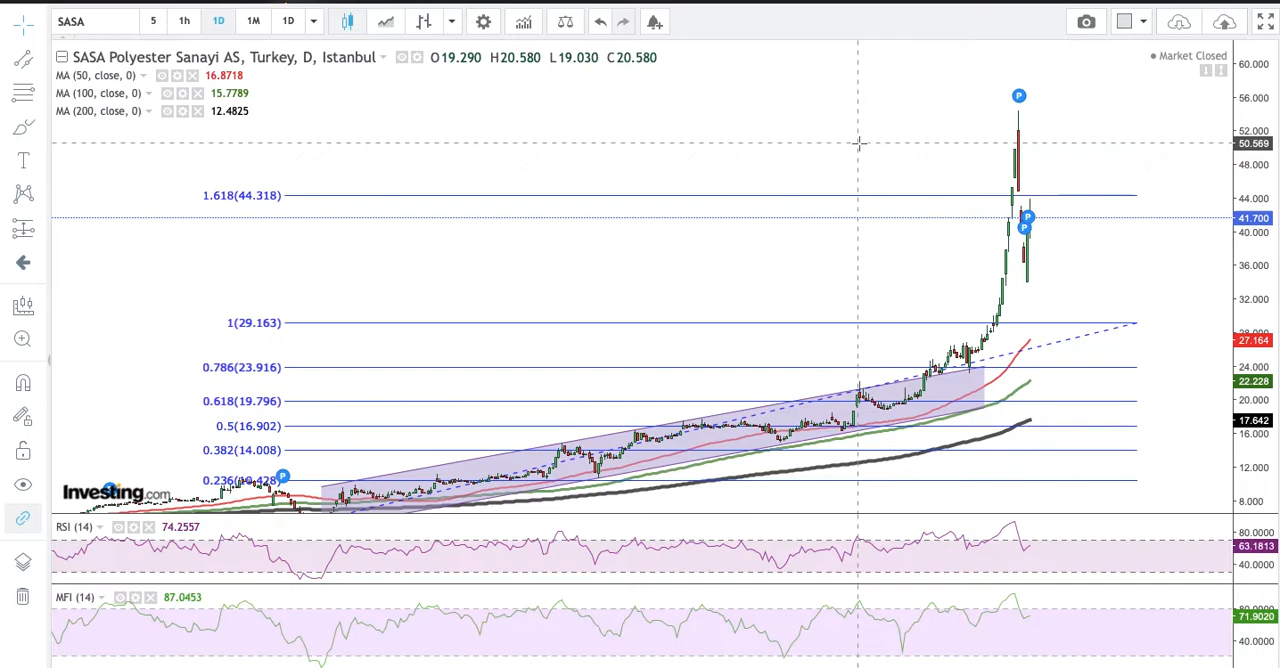 SASA 5 1h 1D 1M 1D
SASA Polyester Sanayi AS, Turkey, D, Istanbul O19.290 H20.580 L19.030 C20.580
Market Closed
MA (50, close, 0) 16.8718
MA (100, close, 0) 15.7789
MA (200, close, 0) 12.4825
60.000
56.000
52.000
50.569
48.000
44.000
41.700
40.000
36.000
32.000
28.000
27.164
24.000
22.228
20.000
17.642
16.000
12.000
8.000
P
P
P
P
1.618(44.318)
1(29.163)
0.786(23.916)
0.618(19.796)
0.5(16.902)
0.382(14.008)
Investing.com
RSI (14) 74.2557
80.0000
63.1813
40.0000
MFI (14) 87.0453
71.9020
40.0000